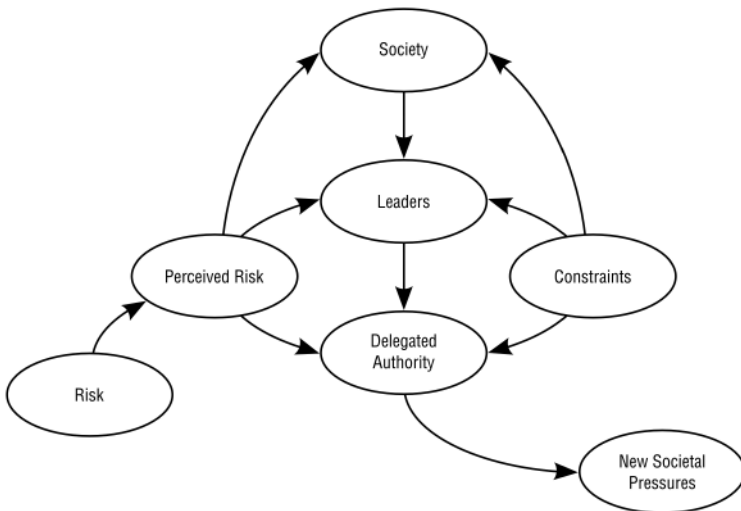 Society
Leaders
Perceived Risk
Constraints
Delegated
Authority
Risk
New Societal
Pressures